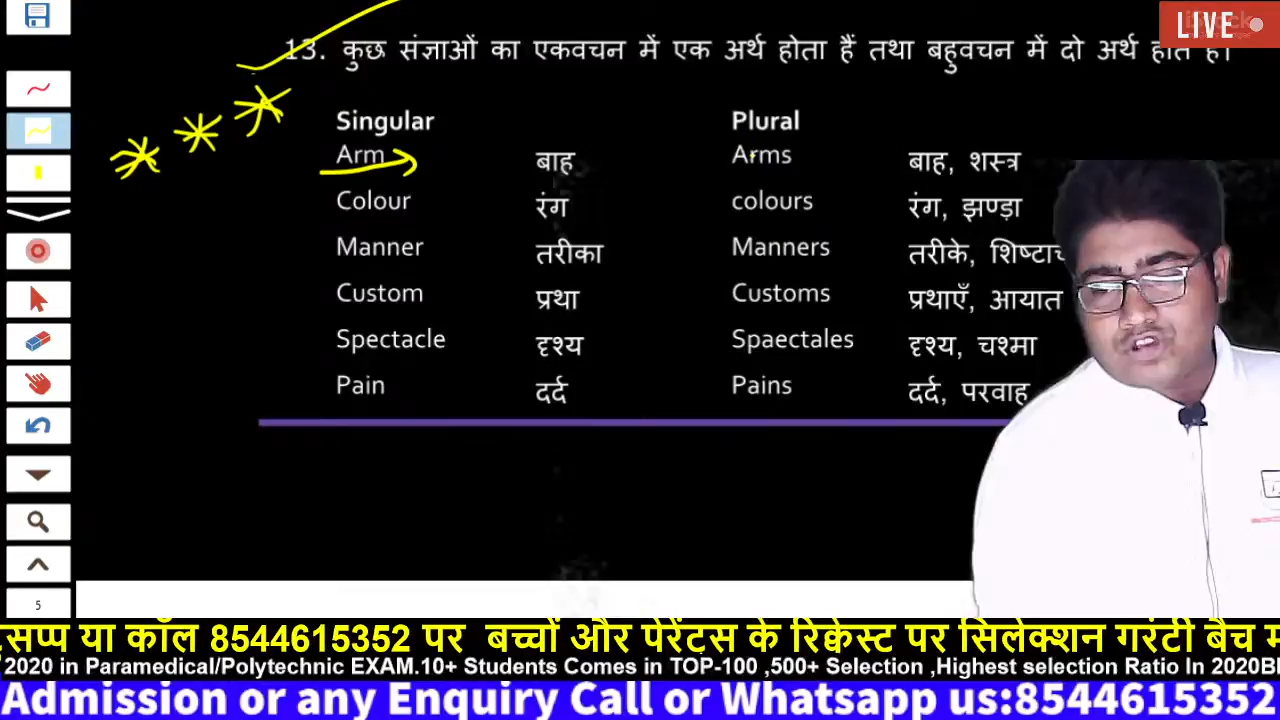 LIVE
13. कुछ संज्ञाओं का एकवचन में एक अर्थ होता हैं तथा बहुवचन में दो अर्थ होते है।
Singular Plural
Arm बाह Arms बाह, शस्त्र
Colour रंग colours रंग, झण्डा
Manner तरीका Manners तरीके,
Custom प्रथा Customs प्रथाएँ, आयात
Spectacle दृश्य Spaectales दृश्य, चश्मा
Pain दर्द Pains दर्द, परवाह
5
या कॉल 8544615352 पर बच्चों और पेरेंट्स के रिक्वेस्ट पर सिलेक्शन गारंटी बैच
2020 in Paramedical/Polytechnic EXAM.10+ Students Comes in TOP-100 ,500+ Selection ,Highest selection Ratio In 2020
Admission or any Enquiry Call or Whatsapp us:8544615352